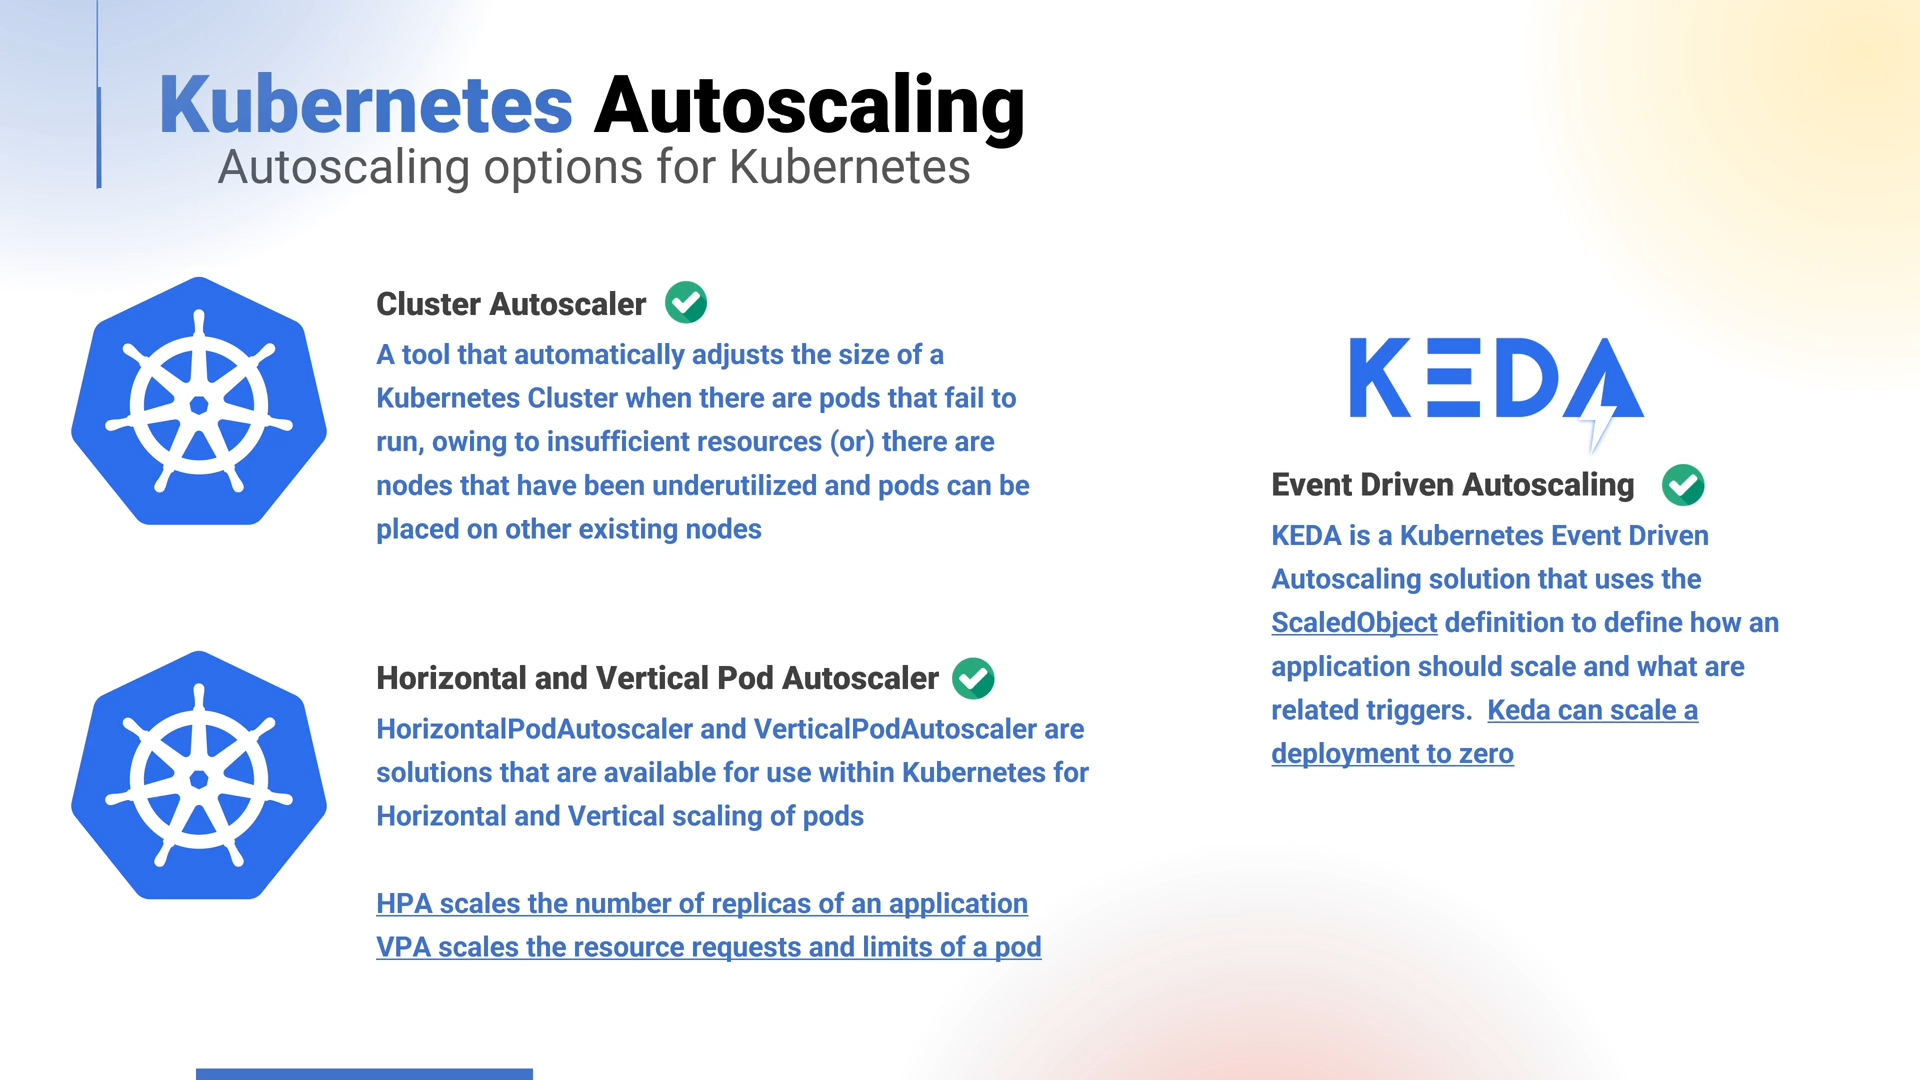 Kubernetes Autoscaling
Autoscaling options for Kubernetes
Cluster Autoscaler
A tool that automatically adjusts the size of a
Kubernetes Cluster when there are pods that fail to
run, owing to insufficient resources (or) there are
nodes that have been underutilized and pods can be
placed on other existing nodes
Horizontal and Vertical Pod Autoscaler
HorizontalPodAutoscaler and VerticalPodAutoscaler are
solutions that are available for use within Kubernetes for
Horizontal and Vertical scaling of pods
HPA scales the number of replicas of an application
VPA scales the resource requests and limits of a pod
KEDA
Event Driven Autoscaling
KEDA is a Kubernetes Event Driven
Autoscaling solution that uses the
ScaledObject definition to define how an
application should scale and what are
related triggers. Keda can scale a
deployment to zero